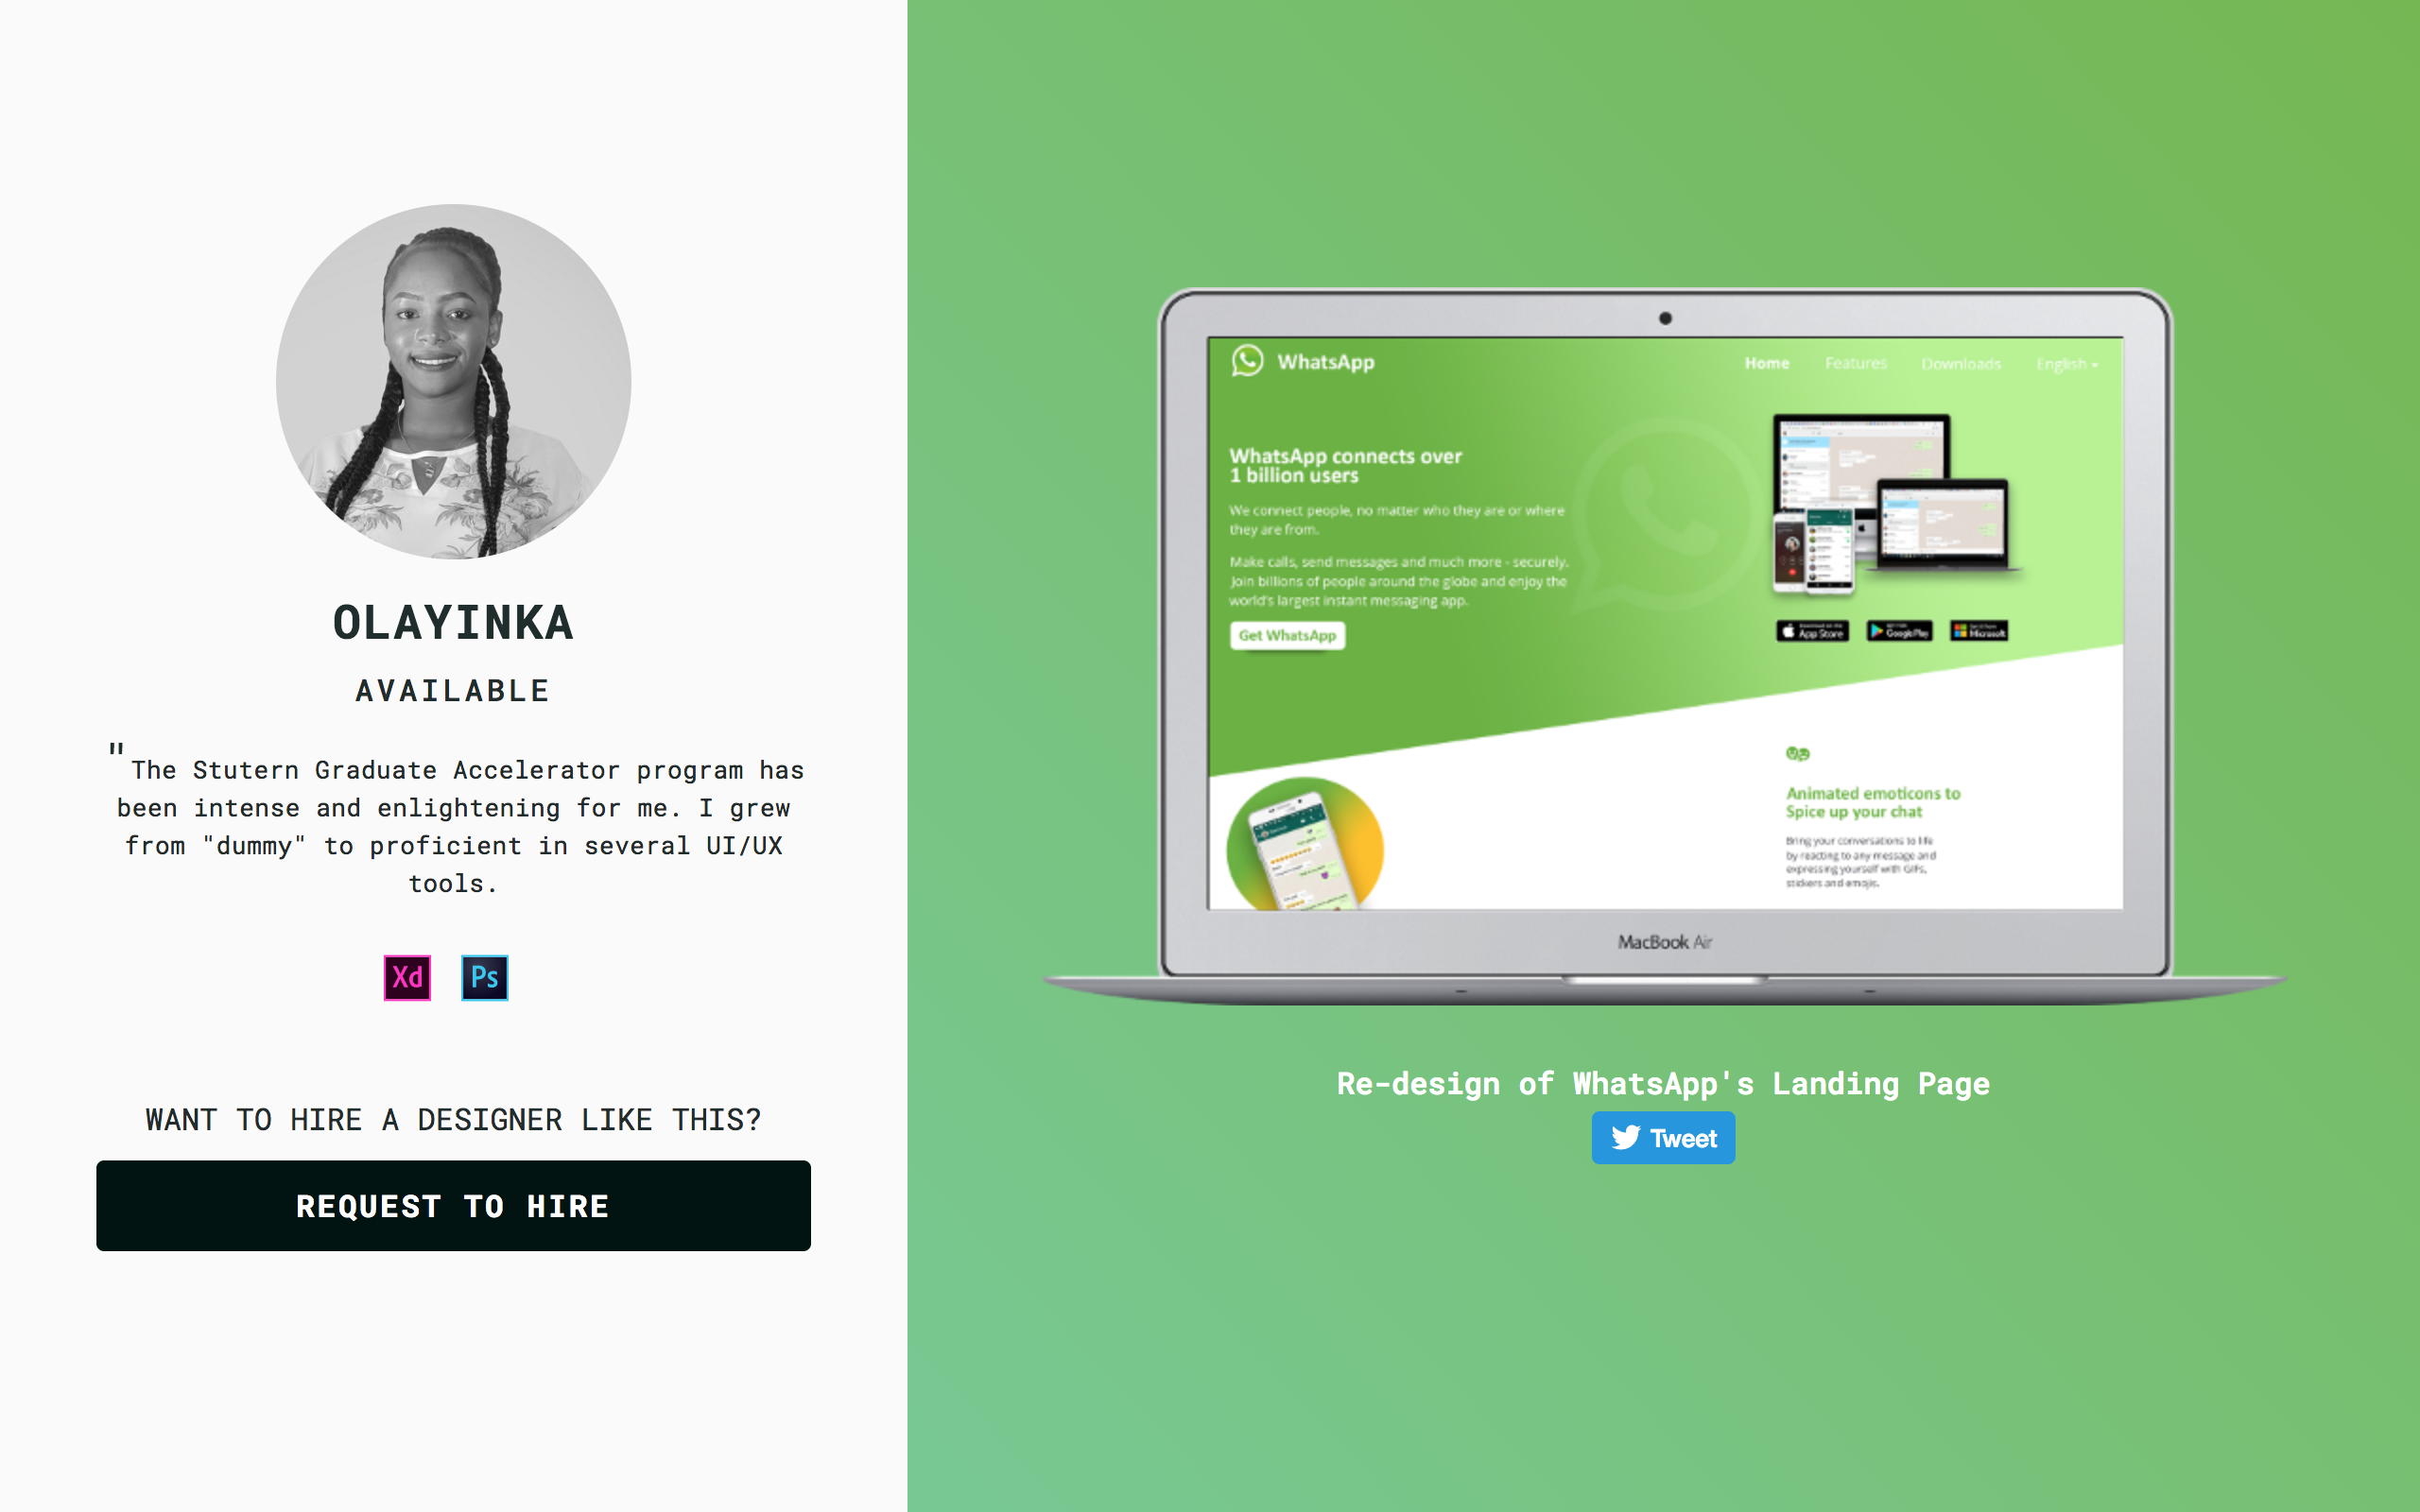 OLAYINKA
AVAILABLE
"The Stutern Graduate Accelerator program has
been intense and enlightening for me. I grew
from "dummy" to proficient in several UI/UX
tools.
Xd Ps
WANT TO HIRE A DESIGNER LIKE THIS?
REQUEST TO HIRE
WhatsApp Home Features Downloads English
WhatsApp connects over
1 billion users
We connect people, no matter who they are or where
they are from.
Make calls, send messages and much more - securely.
Join billions of people around the globe and enjoy the
world's largest instant messaging app.
Get WhatsApp
App Store Google Play Microsoft
Animated emoticons to
Spice up your chat
Bring your conversations to life
by reacting to any message and
expressing yourself with GIFs,
stickers and emojis.
MacBook Air
Re-design of WhatsApp's Landing Page
Tweet